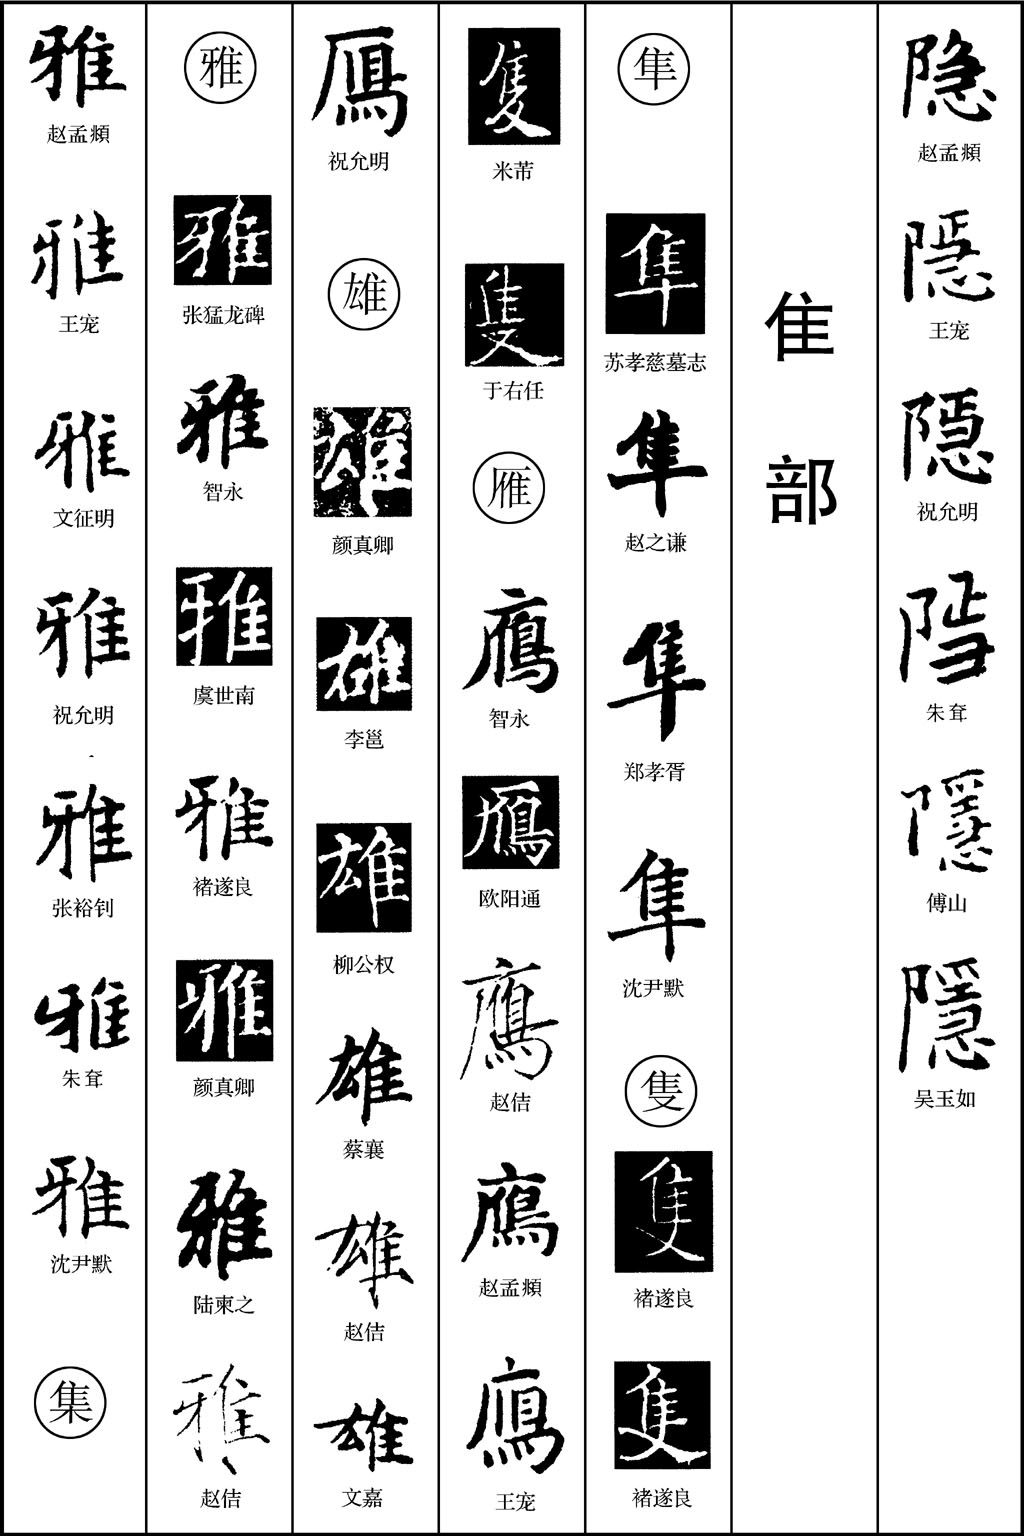 隐
赵孟頫
隱
王宠
隱
祝允明
朱耷
隱
傅山
隱
吴玉如
隹部
隼
隼
苏孝慈墓志
隼
赵之谦
隼
郑孝胥
隼
沈尹默
隻
隻
褚遂良
隻
褚遂良
隻
米芾
隻
于右任
雁
鴈
智永
鴈
欧阳通
鴈
赵佶
鴈
赵孟頫
鴈
王宠
鴈
祝允明
雄
雄
颜真卿
雄
李邕
雄
柳公权
雄
蔡襄
雄
赵佶
雄
文嘉
雅
雅
张猛龙碑
雅
智永
雅
虞世南
雅
褚遂良
雅
颜真卿
雅
陆柬之
雅
赵佶
雅
赵孟頫
雅
王宠
雅
文征明
雅
祝允明
雅
张裕钊
雅
朱耷
雅
沈尹默
集